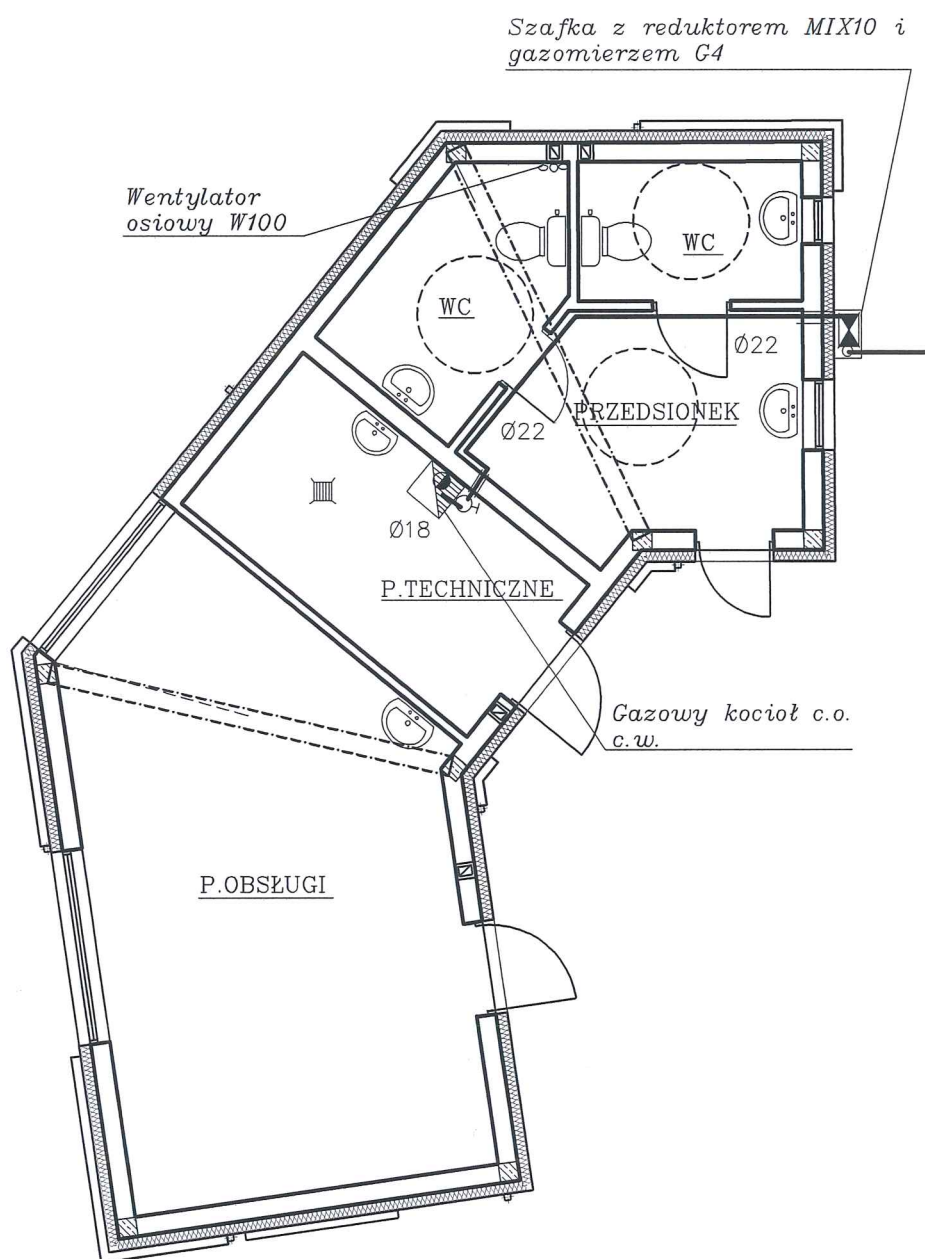 Szafka z reduktorem MIX10 i
gazomierzem G4
Wentylator
osiowy W100
WC
WC
Ø22
PRZEDSIONEK
Ø22
Ø18
P.TECHNICZNE
Gazowy kocioł c.o.
c.w.
P.OBSŁUGI